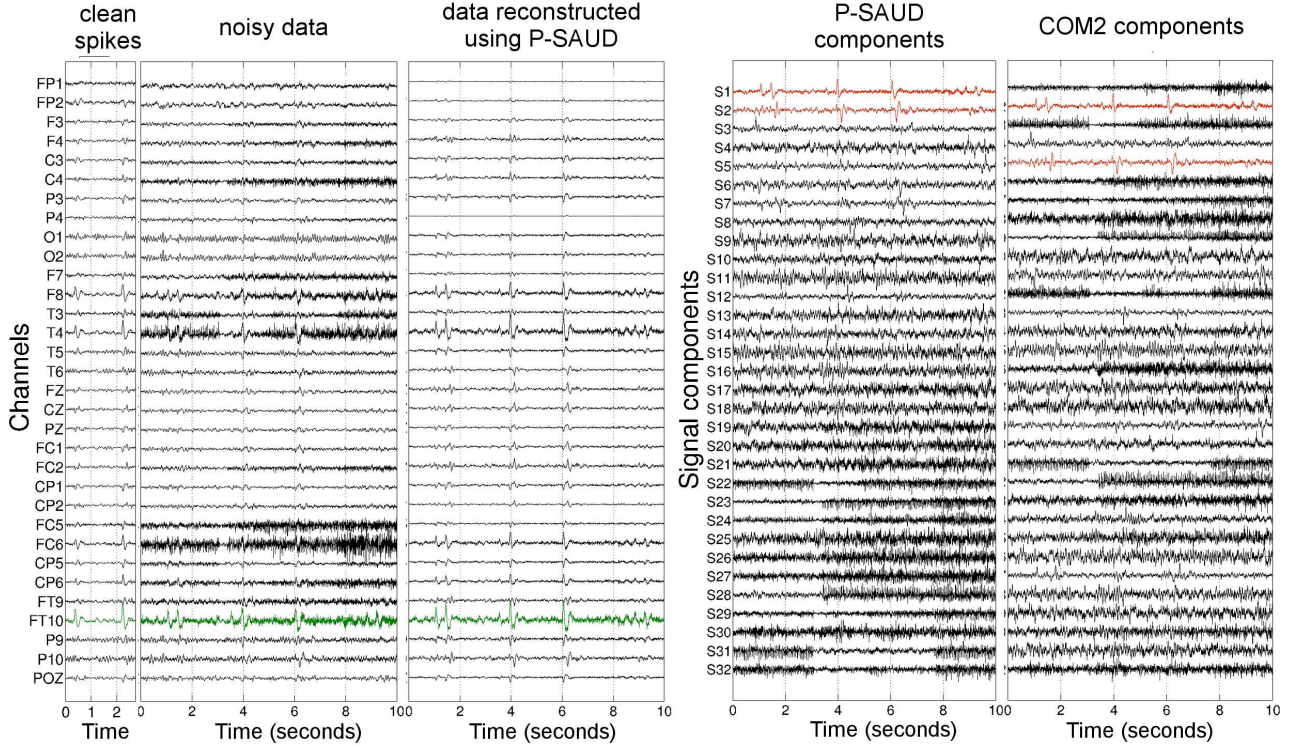 clean
spikes
noisy data
data reconstructed
using P-SAUD
P-SAUD
components
COM2 components
Channels
FP1
FP2
F3
F4
C3
C4
P3
P4
O1
O2
F7
F8
T3
T4
T5
T6
FZ
CZ
PZ
FC1
FC2
CP1
CP2
FC5
FC6
CP5
CP6
FT9
FT10
P9
P10
POZ
0 1 2
Time
0 2 4 6 8 10
Time (seconds)
0 2 4 6 8 10
Time (seconds)
Signal components
S1
S2
S3
S4
S5
S6
S7
S8
S9
S10
S11
S12
S13
S14
S15
S16
S17
S18
S19
S20
S21
S22
S23
S24
S25
S26
S27
S28
S29
S30
S31
S32
0 2 4 6 8 10
Time (seconds)
0 2 4 6 8 10
Time (seconds)